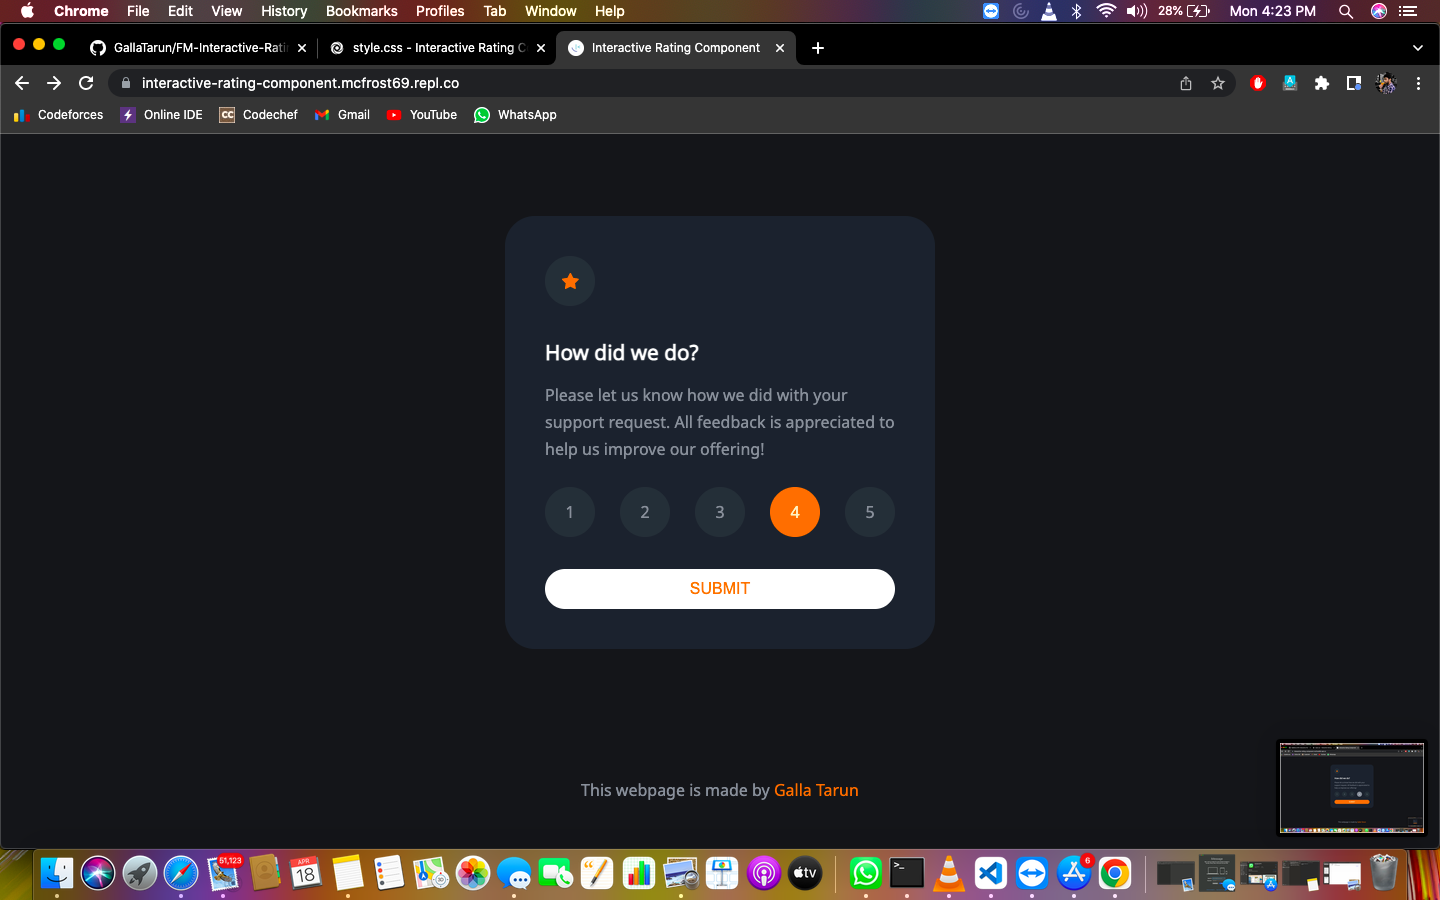 Chrome File Edit View History Bookmarks Profiles Tab Window Help 28% Mon 4:23 PM
GallaTarun/FM-Interactive-Rati style.css - Interactive Rating C Interactive Rating Component
interactive-rating-component.mcfrost69.repl.co
Codeforces Online IDE CC Codechef Gmail YouTube WhatsApp
How did we do?
Please let us know how we did with your
support request. All feedback is appreciated to
help us improve our offering!
1 2 3 4 5
SUBMIT
This webpage is made by Galla Tarun
51,123
APR
18
tv
6